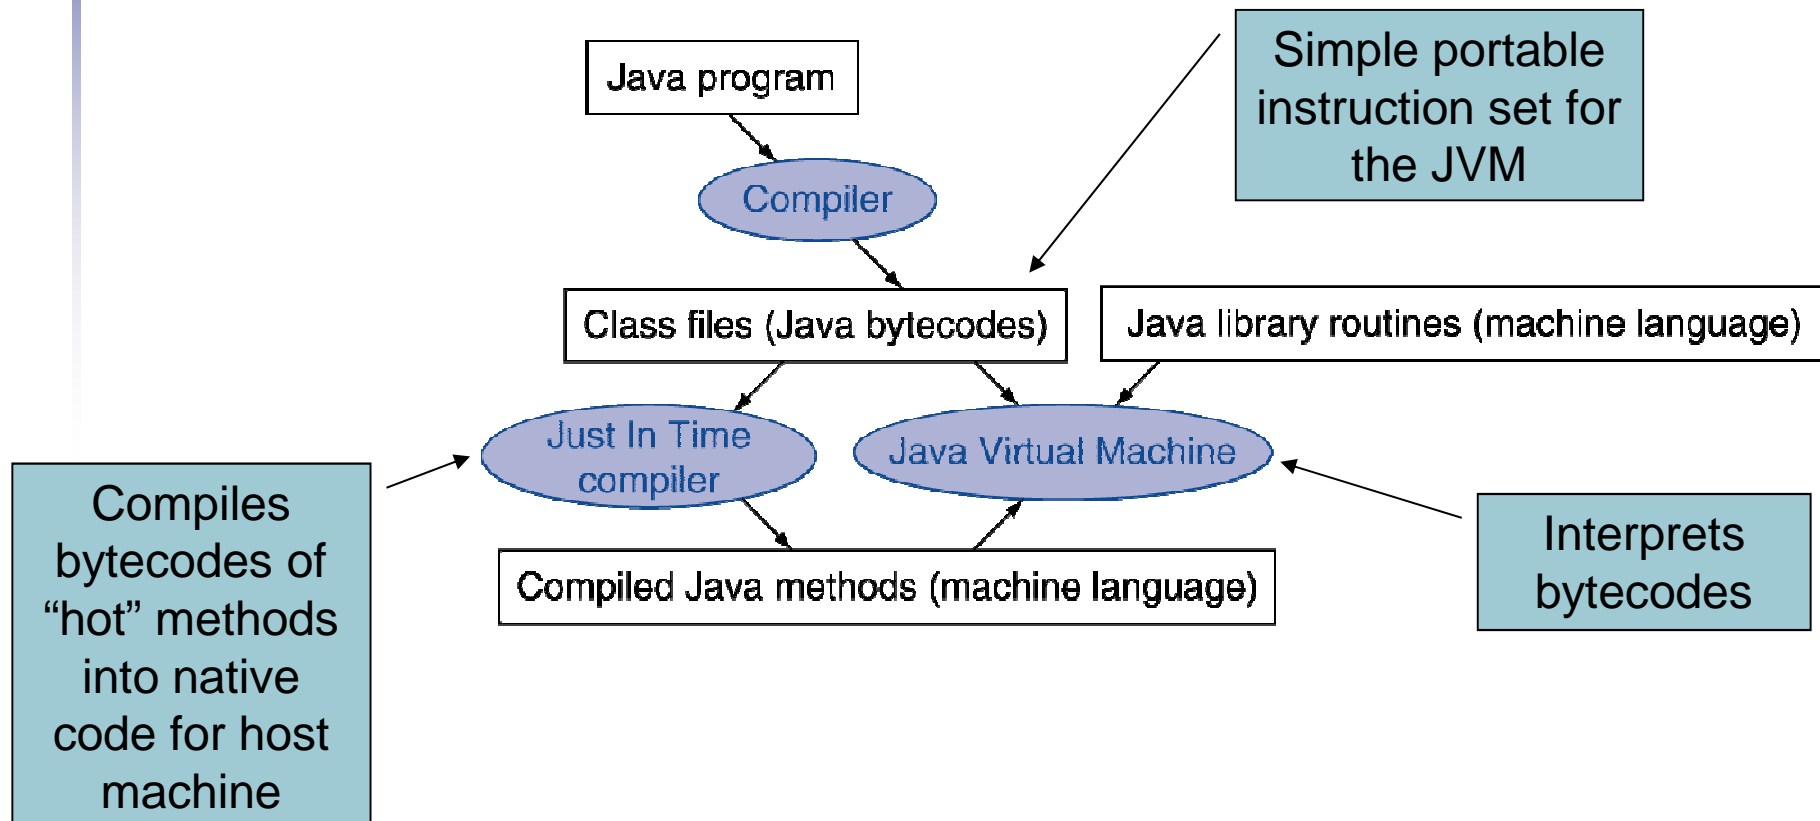 Java program
Simple portable
instruction set for
the JVM
Compiler
Class files (Java bytecodes)
Java library routines (machine language)
Just In Time
compiler
Java Virtual Machine
Compiles
bytecodes of
“hot” methods
into native
code for host
machine
Interprets
bytecodes
Compiled Java methods (machine language)